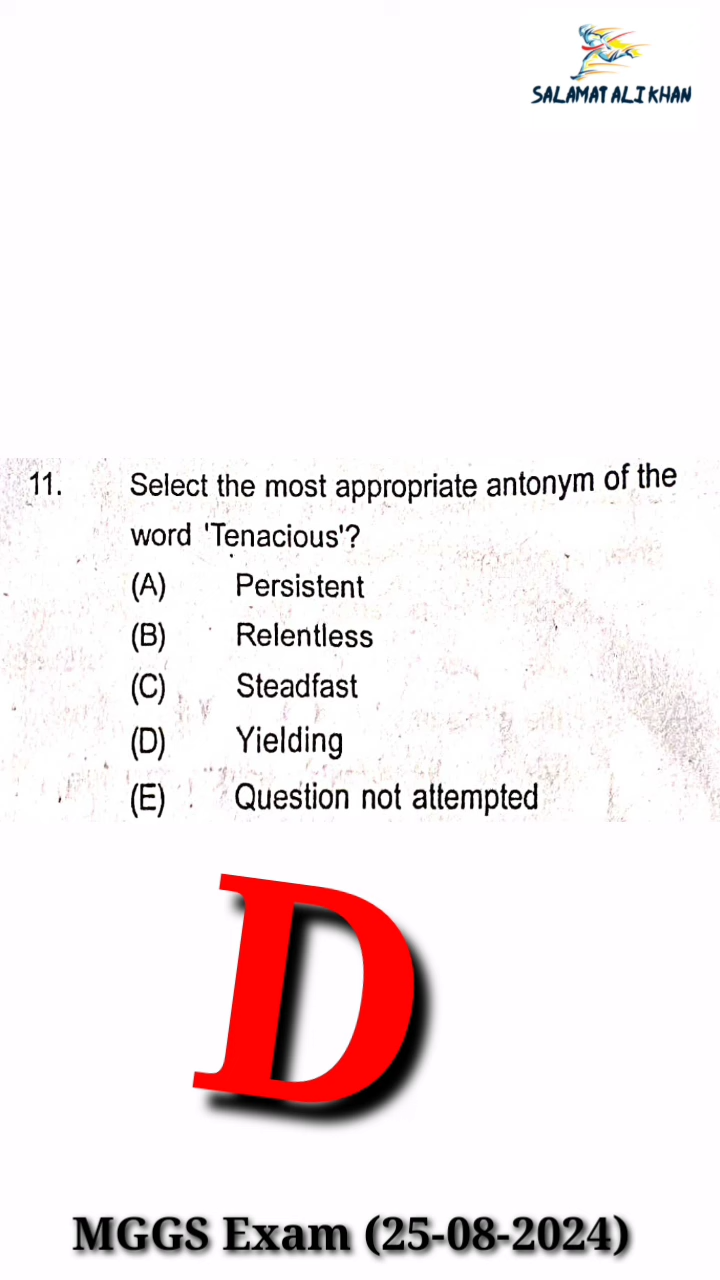 SALAMAT ALI KHAN
11. Select the most appropriate antonym of the
word 'Tenacious'?
(A) Persistent
(B) Relentless
(C) Steadfast
(D) Yielding
(E) Question not attempted
D
MGGS Exam (25-08-2024)